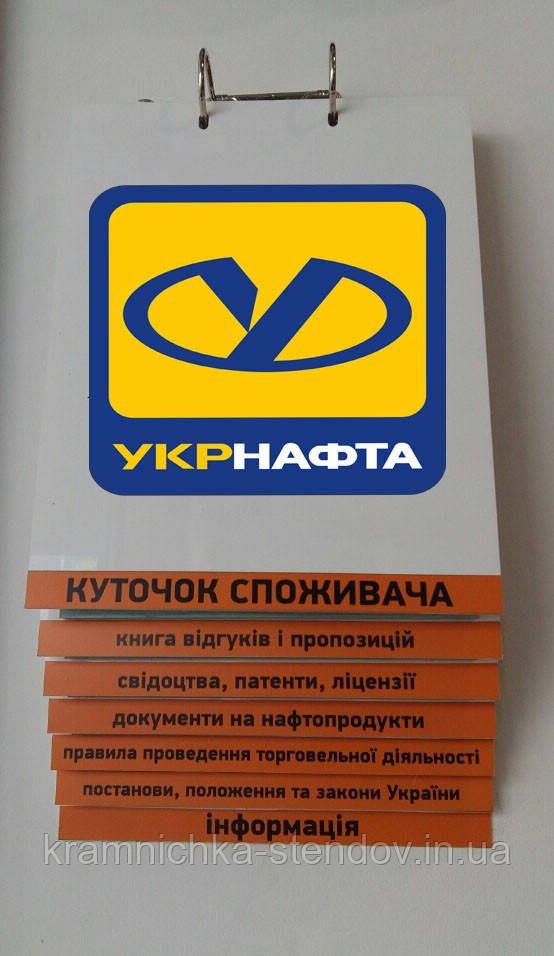 УКРНАФТА
КУТОЧОК СПОЖИВАЧА
книга відгуків і пропозицій
свідоцтва, патенти, ліцензії
документи на нафтопродукти
правила проведення торговельної діяльності
постанови, положення та закони України
інформація
kramnichka-stendov.in.ua